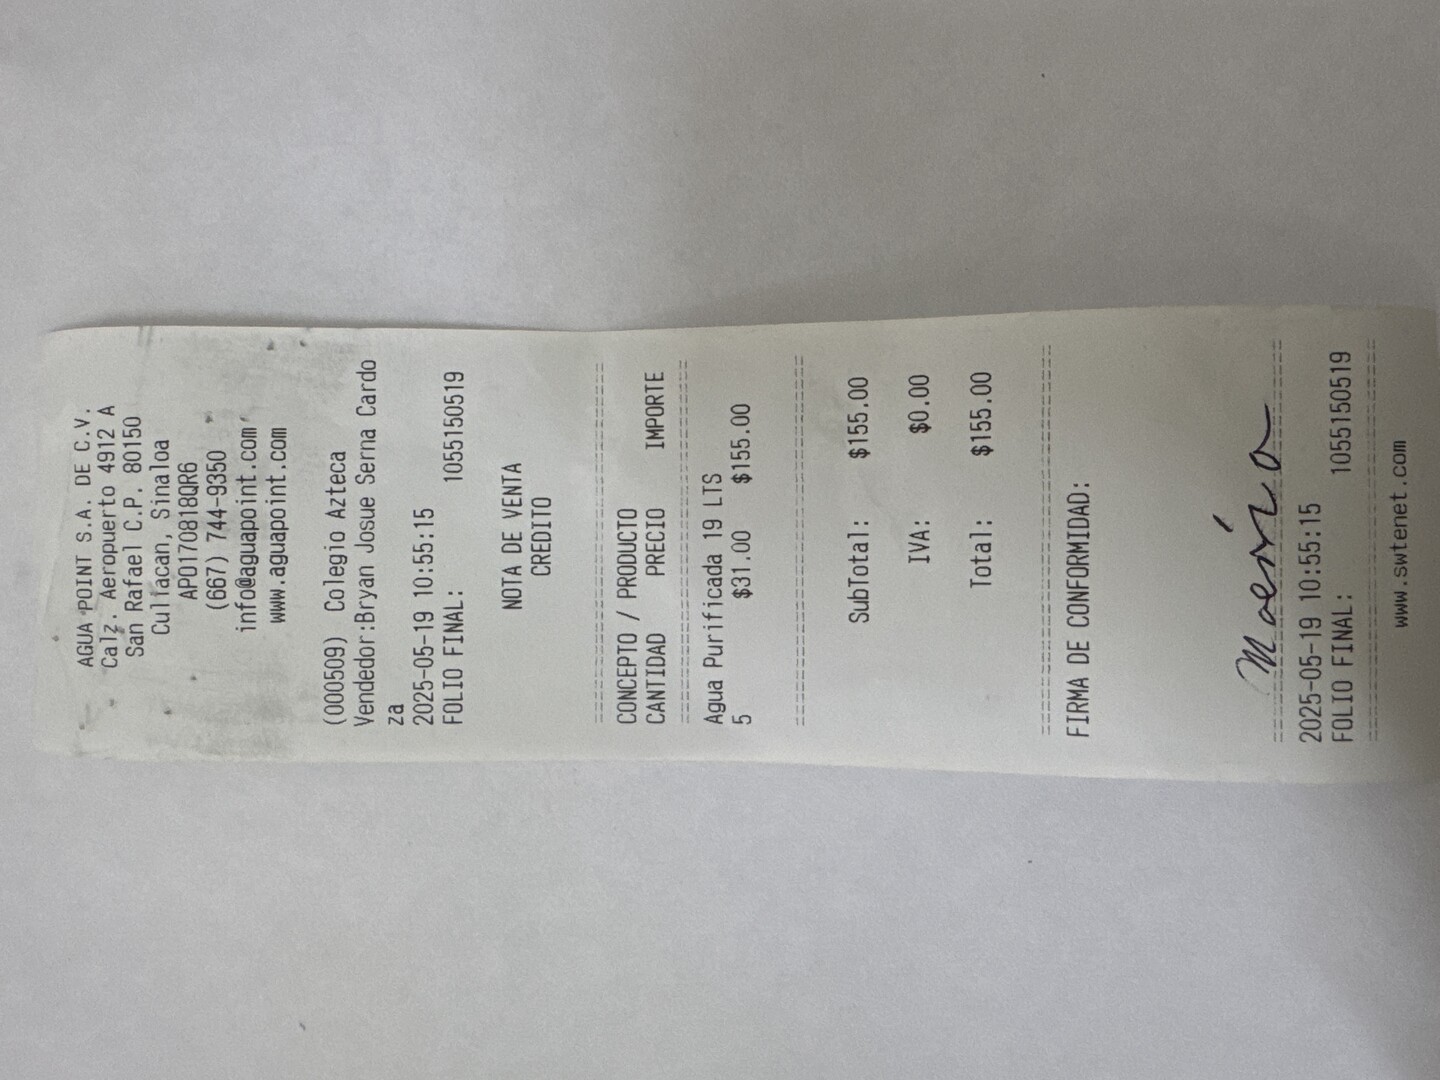 AGUA POINT S.A. DE C.V.
Calz. Aeropuerto 4912 A
San Rafael C.P. 80150
Culiacan, Sinaloa
APO170818QR6
(667) 744-9350
info@aguapoint.com
www.aguapoint.com
(000509) Colegio Azteca
Vendedor:Bryan Josue Serna Cardo
za
2025-05-19 10:55:15
FOLIO FINAL: 1055150519
NOTA DE VENTA
CREDITO
CONCEPTO / PRODUCTO
CANTIDAD PRECIO IMPORTE
Agua Purificada 19 LTS
5 $31.00 $155.00
SubTotal: $155.00
IVA: $0.00
Total: $155.00
FIRMA DE CONFORMIDAD:
2025-05-19 10:55:15
FOLIO FINAL: 1055150519
www.swtenet.com